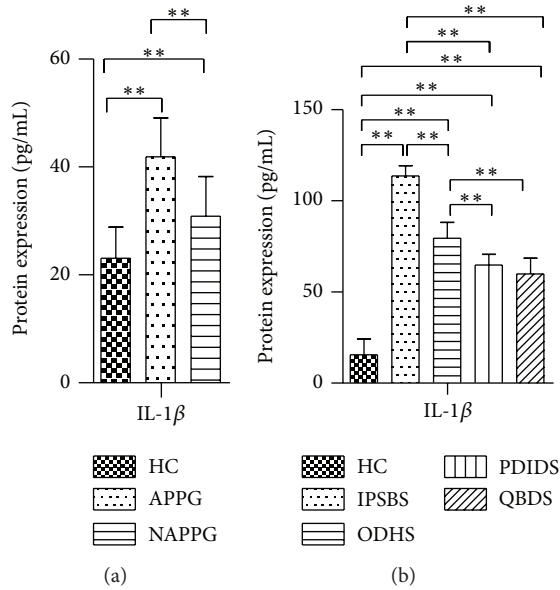 60
40
20
0
Protein expression (pg/mL)
**
**
**
IL-1β
HC
APPG
NAPPG
(a)
150
100
50
0
Protein expression (pg/mL)
**
**
**
**
**
**
**
**
**
IL-1β
HC
IPSBS
ODHS
PDIDS
QBDS
(b)